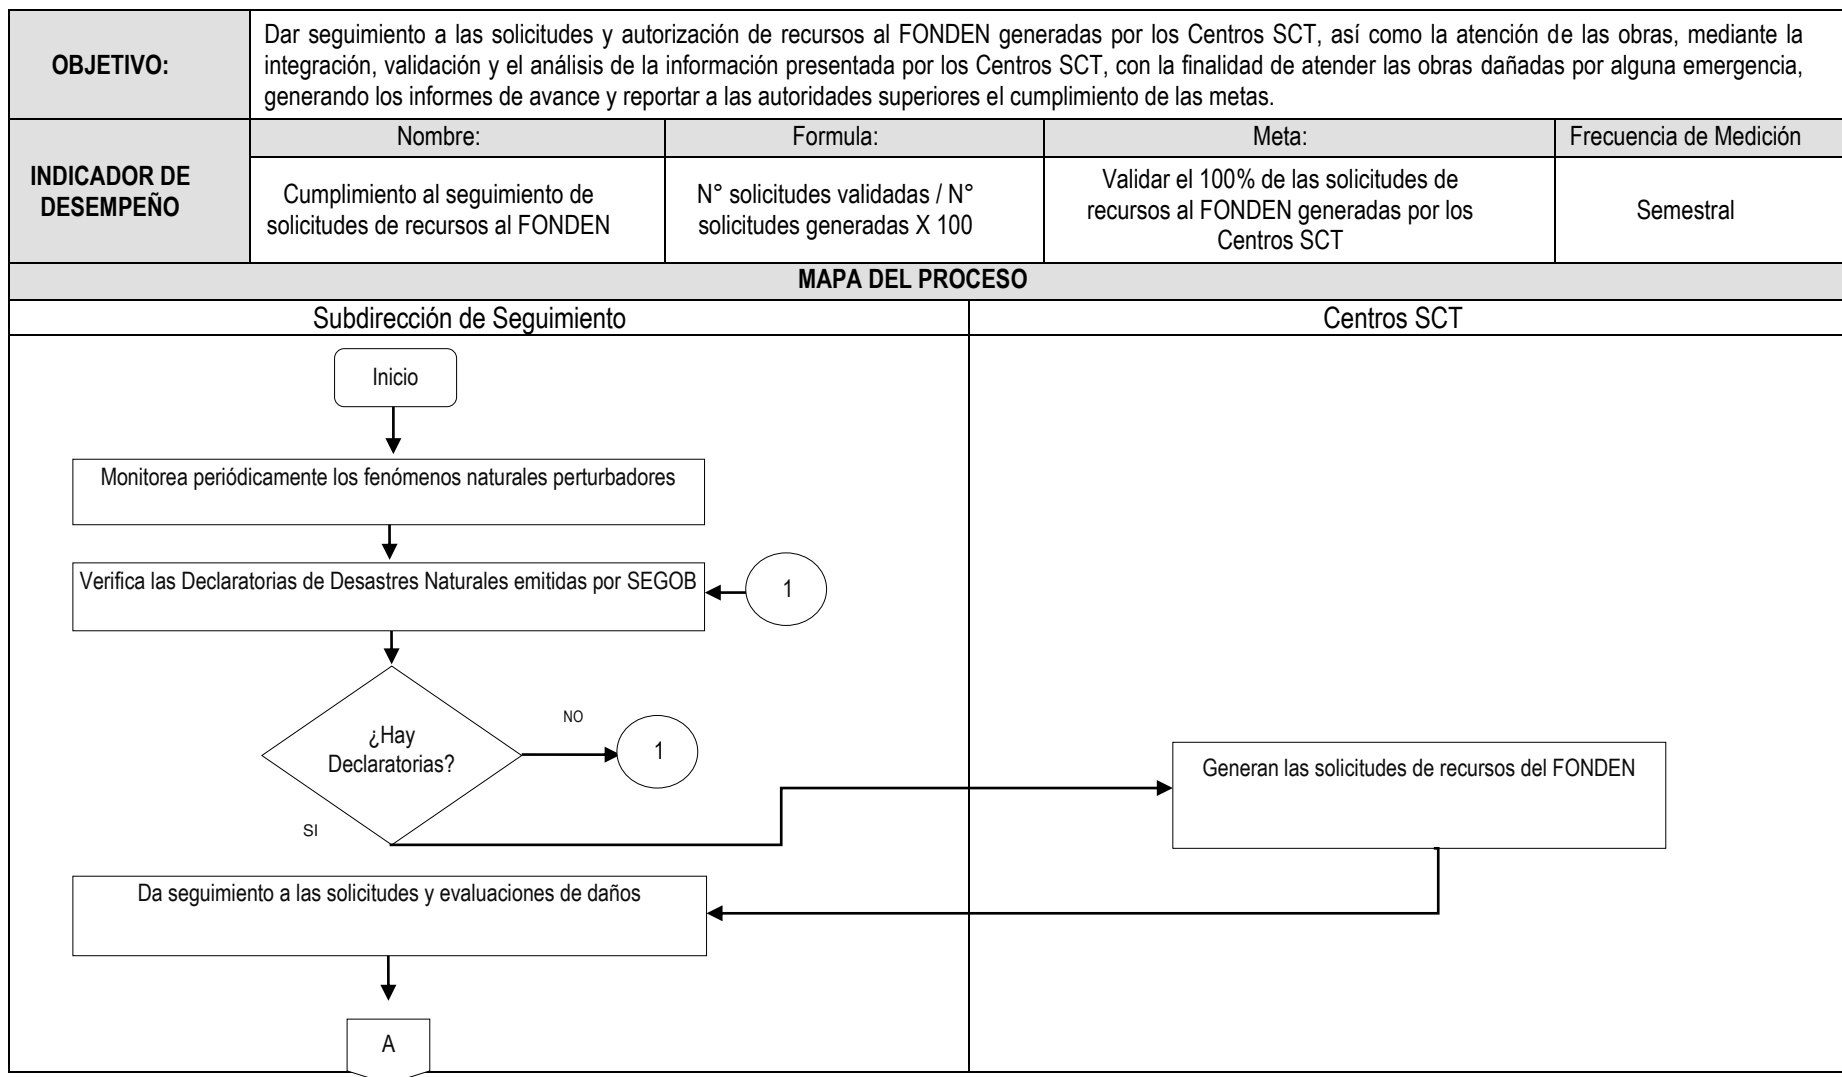 OBJETIVO:
Dar seguimiento a las solicitudes y autorización de recursos al FONDEN generadas por los Centros SCT, así como la atención de las obras, mediante la
integración, validación y el análisis de la información presentada por los Centros SCT, con la finalidad de atender las obras dañadas por alguna emergencia,
generando los informes de avance y reportar a las autoridades superiores el cumplimiento de las metas.
INDICADOR DE
DESEMPEÑO
Nombre:
Formula:
Meta:
Frecuencia de Medición
Cumplimiento al seguimiento de
solicitudes de recursos al FONDEN
N° solicitudes validadas / N°
solicitudes generadas X 100
Validar el 100% de las solicitudes de
recursos al FONDEN generadas por los
Centros SCT
Semestral
MAPA DEL PROCESO
Subdirección de Seguimiento
Centros SCT
Inicio
Monitorea periódicamente los fenómenos naturales perturbadores
Verifica las Declaratorias de Desastres Naturales emitidas por SEGOB
1
¿Hay
Declaratorias?
NO
1
SI
Generan las solicitudes de recursos del FONDEN
Da seguimiento a las solicitudes y evaluaciones de daños
A